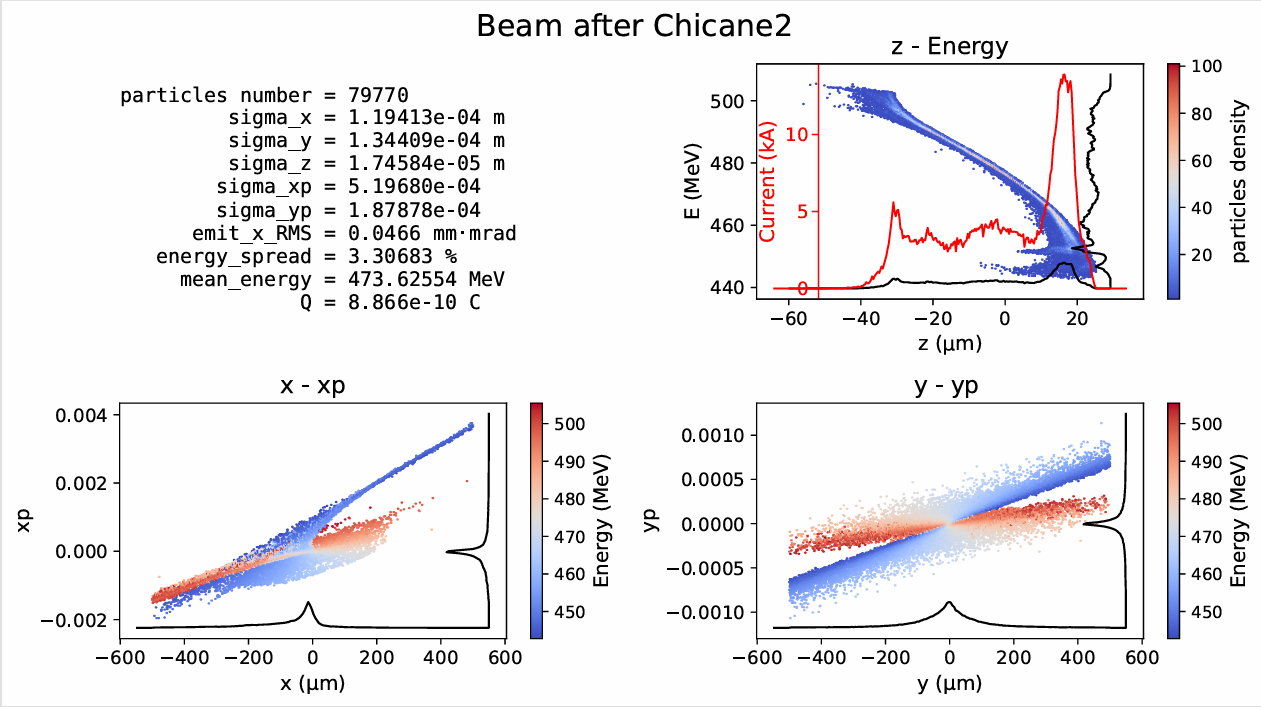 Beam after Chicane2
particles number = 79770
sigma_x = 1.19413e-04 m
sigma_y = 1.34409e-04 m
sigma_z = 1.74584e-05 m
sigma_xp = 5.19680e-04
sigma_yp = 1.87878e-04
emit_x_RMS = 0.0466 mm·mrad
energy_spread = 3.30683 %
mean_energy = 473.62554 MeV
Q = 8.866e-10 C
z - Energy
E (MeV)
500
480
460
440
Current (kA)
10
5
0
−60 −40 −20 0 20
z (μm)
100
80
60
40
20
particles density
x - xp
xp
0.004
0.002
0.000
−0.002
−600 −400 −200 0 200 400 600
x (μm)
500
490
480
470
460
450
Energy (MeV)
y - yp
yp
0.0010
0.0005
0.0000
−0.0005
−0.0010
−600 −400 −200 0 200 400 600
y (μm)
500
490
480
470
460
450
Energy (MeV)